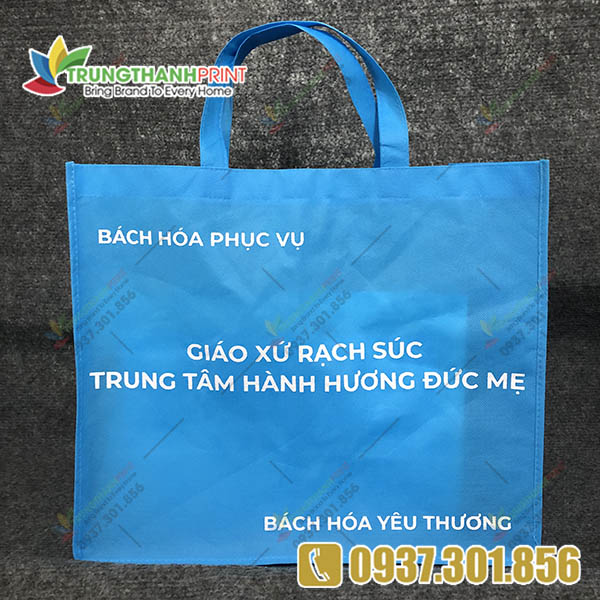 TRUNGTHANHPRINT
Bring Brand To Every Home
BÁCH HÓA PHỤC VỤ
GIÁO XỨ RẠCH SÚC
TRUNG TÂM HÀNH HƯƠNG ĐỨC MẸ
BÁCH HÓA YÊU THƯƠNG
0937.301.856